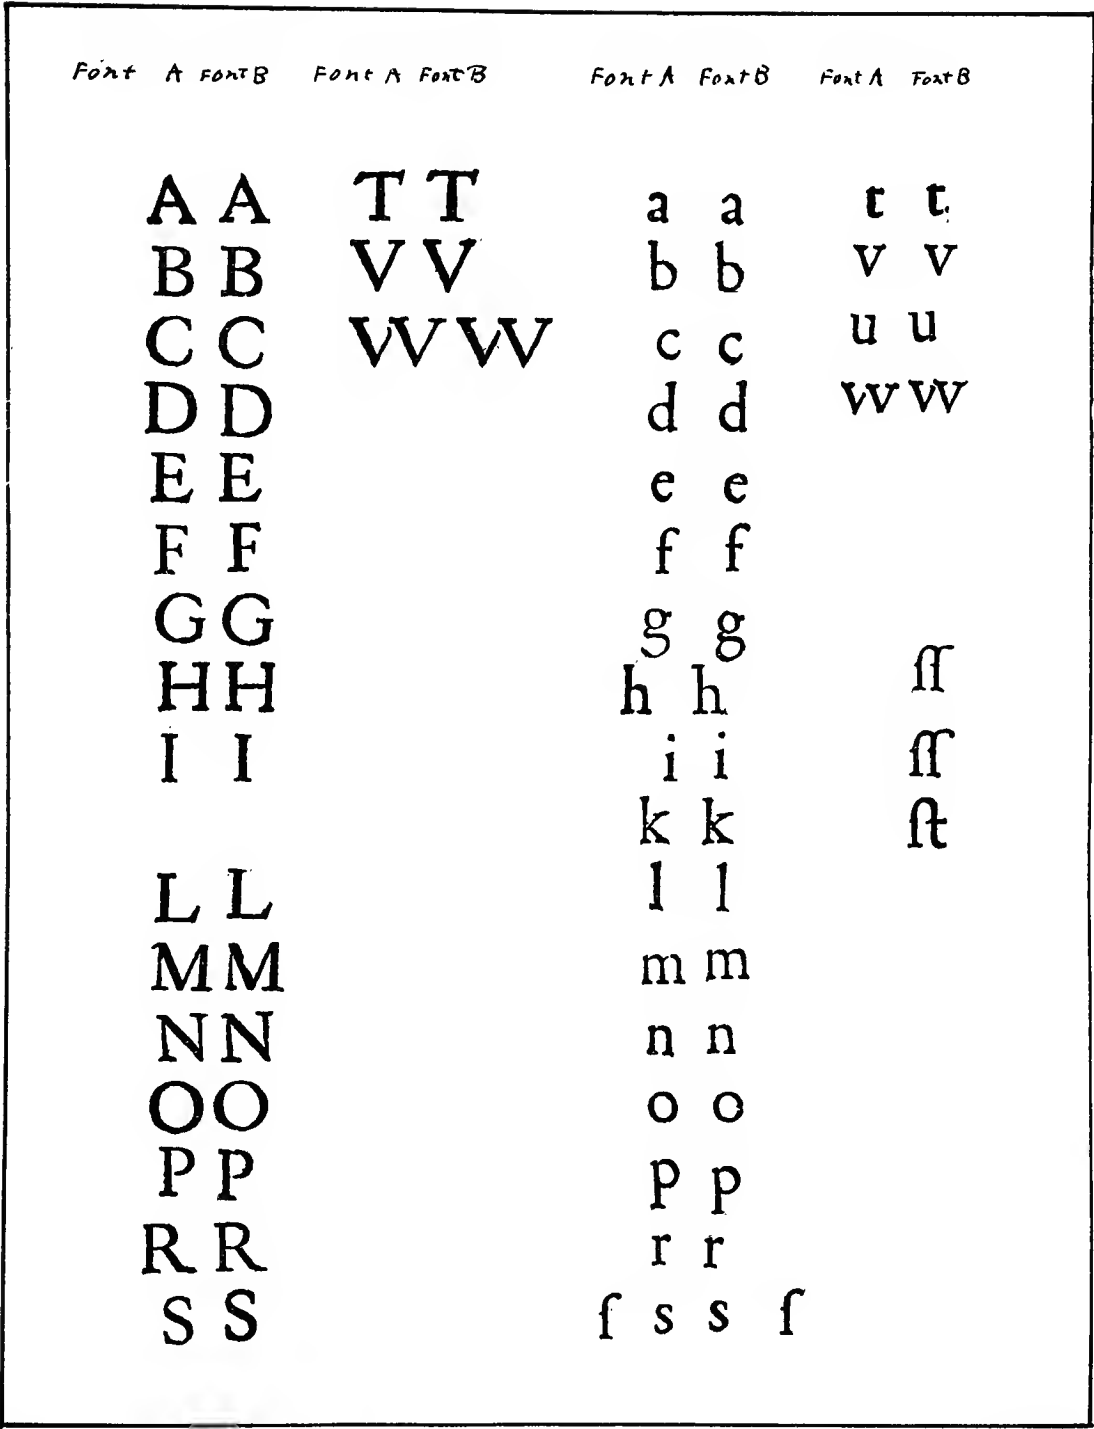 Font A Font B Font A Font B Font A Font B Font A Font B
A A T T a a t t
B B V V b b v v
C C W W c c u u
D D d d w w
E E e e
F F f f
G G g g
H H h h ſſ
I I i i ſſ
k k ſt
L L l l
M M m m
N N n n
O O o o
P P p p
R R r r
S S ſ s s ſ